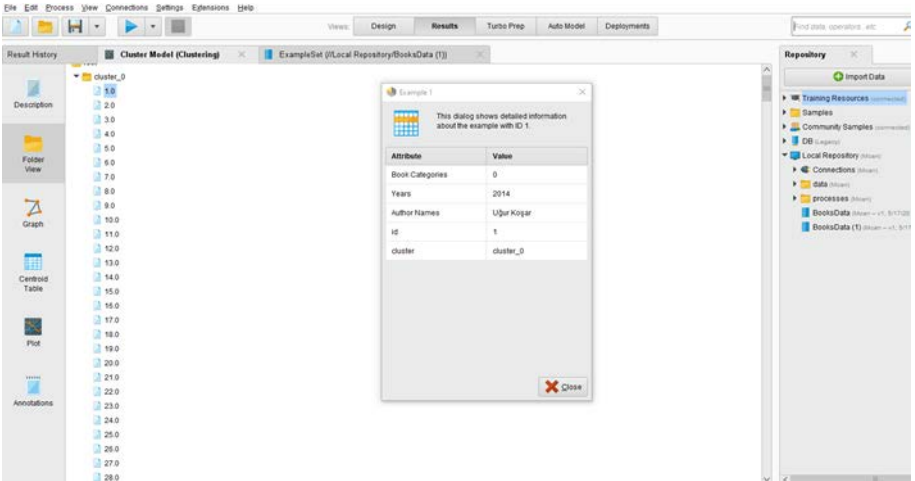 File Edit Process View Connections Settings Extensions Help
Views: Design Results Turbo Prep Auto Model Deployments
Find data, operators...etc
Result History
Cluster Model (Clustering)
ExampleSet (//Local Repository/BooksData (1))
Repository
Description
Folder View
Graph
Centroid Table
Plot
Annotations
cluster_0
1.0
2.0
3.0
4.0
5.0
6.0
7.0
8.0
9.0
10.0
11.0
12.0
13.0
14.0
15.0
16.0
17.0
18.0
19.0
20.0
21.0
22.0
23.0
24.0
25.0
26.0
27.0
28.0
Example 1
This dialog shows detailed information
about the example with ID 1.
Attribute Value
Book Categories 0
Years 2014
Author Names Uğur Koşar
id 1
cluster cluster_0
Close
Import Data
Training Resources (connected)
Samples
Community Samples (connected)
DB (Legacy)
Local Repository
Connections
data
processes
BooksData
BooksData (1)